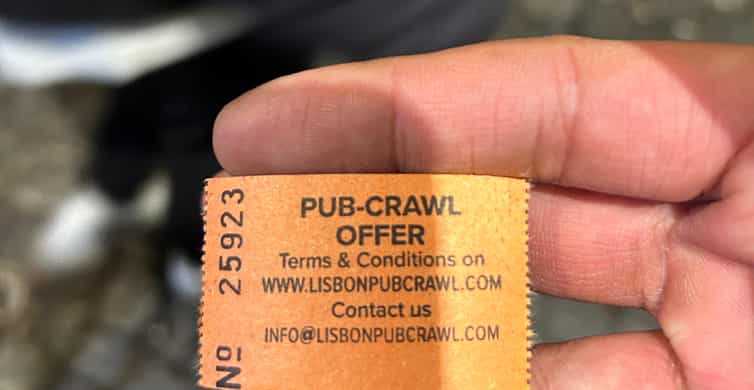 PUB-CRAWL
OFFER
Terms & Conditions on
WWW.LISBONPUBCRAWL.COM
Contact us
INFO@LISBONPUBCRAWL.COM
Nº 25923